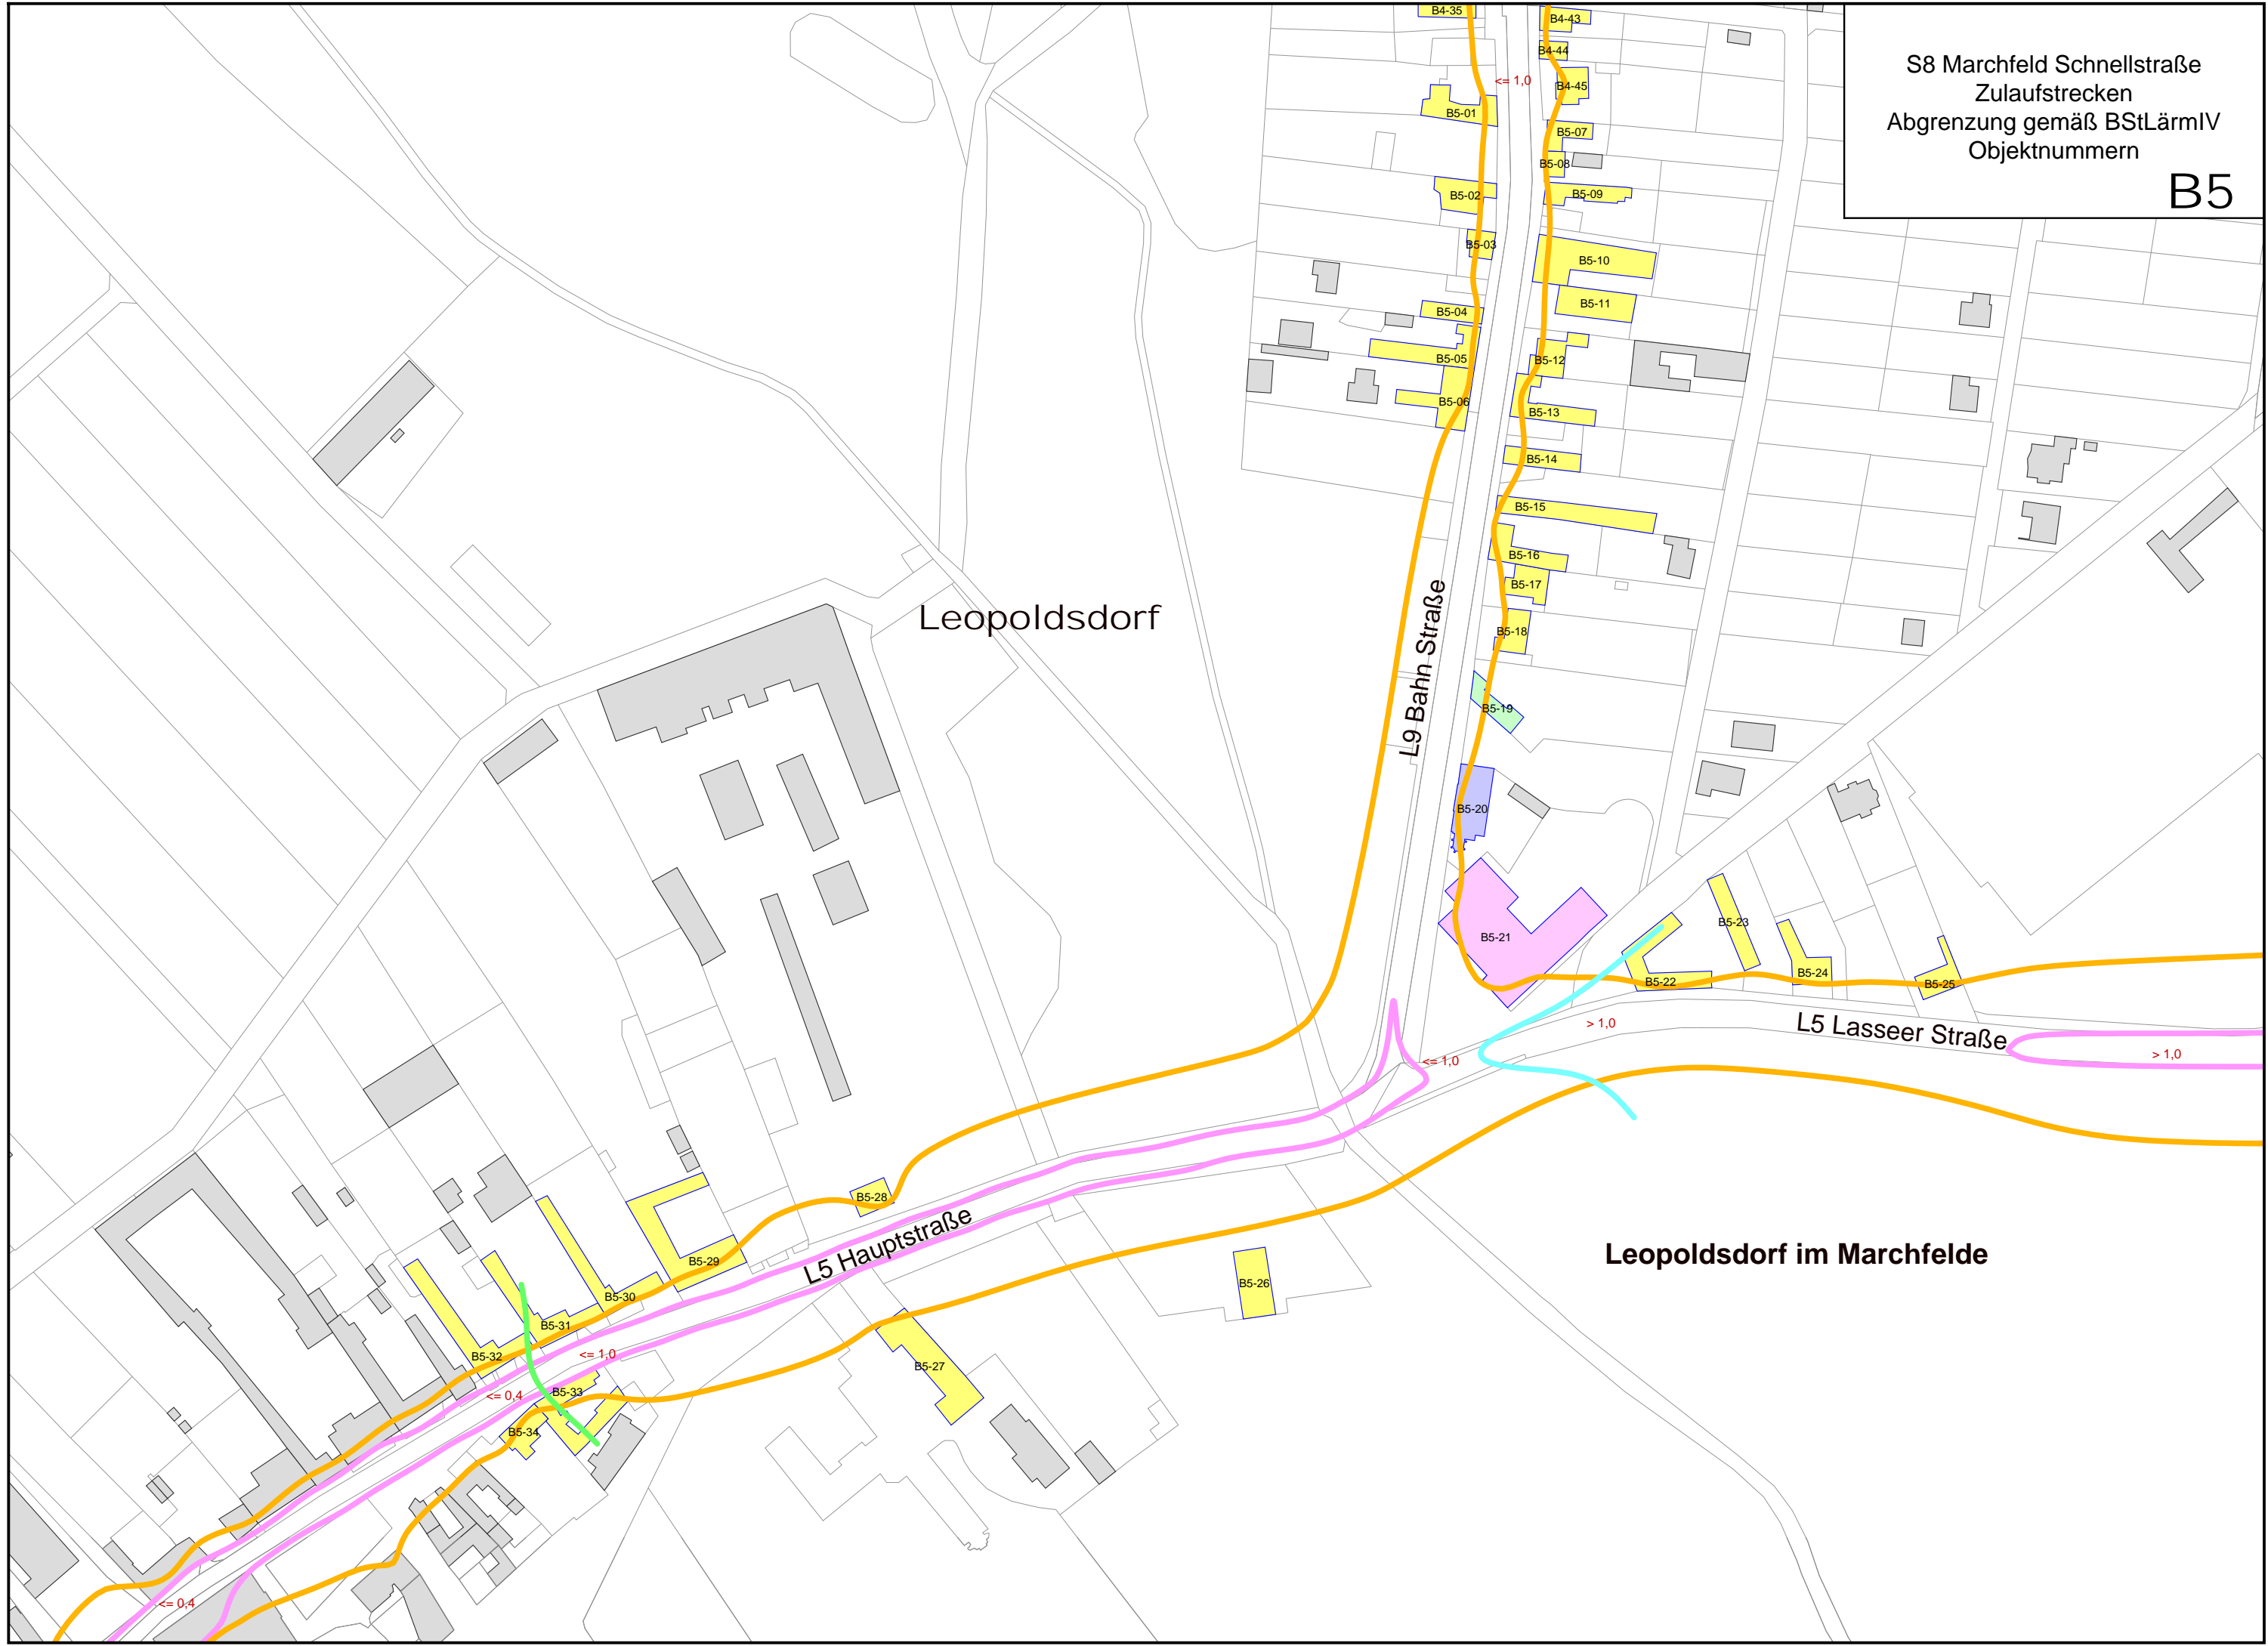 S8 Marchfeld Schnellstraße
Zulaufstrecken
Abgrenzung gemäß BStLärmIV
Objektnummern
B5
B4-35
B4-43
B4-44
<= 1,0
B4-45
B5-01
B5-07
B5-08
B5-02
B5-09
B5-03
B5-10
B5-11
B5-04
B5-05
B5-12
B5-06
B5-13
B5-14
B5-15
B5-16
B5-17
Leopoldsdorf
L9 Bahn Straße
B5-18
B5-19
B5-20
B5-21
B5-23
B5-22
B5-24
B5-25
> 1,0
L5 Lasseer Straße
> 1,0
<= 1,0
B5-28
L5 Hauptstraße
Leopoldsdorf im Marchfelde
B5-29
B5-26
B5-30
B5-31
B5-32
<= 1,0
B5-27
<= 0,4
B5-33
B5-34
<= 0,4